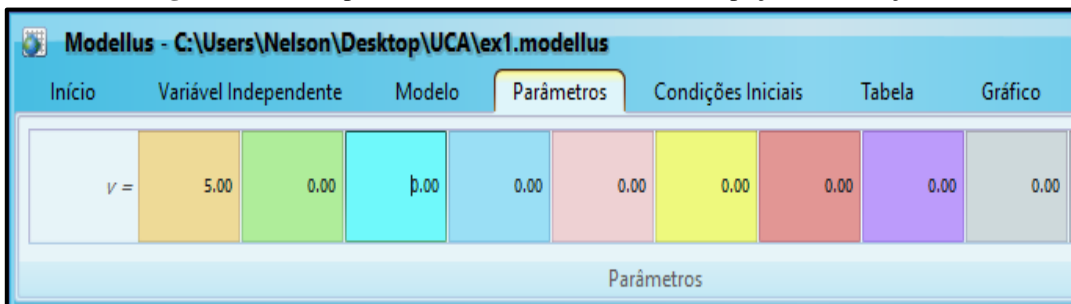 Modellus - C:\Users\Nelson\Desktop\UCA\ex1.modellus
Início Variável Independente Modelo Parâmetros Condições Iniciais Tabela Gráfico
v = 5.00 0.00 0.00 0.00 0.00 0.00 0.00 0.00 0.00
Parâmetros